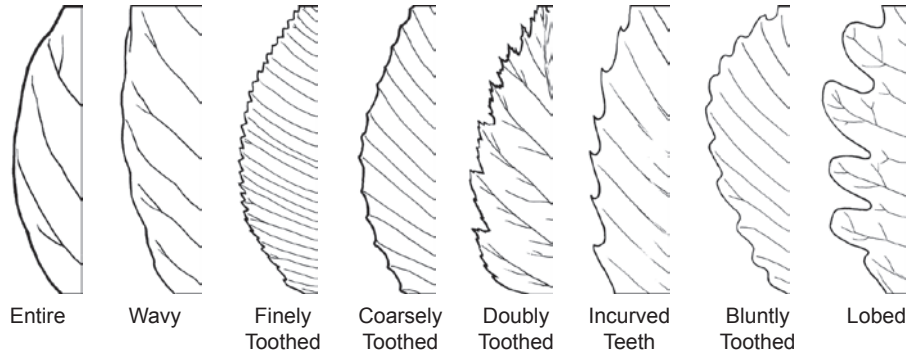 Entire
Wavy
Finely
Toothed
Coarsely
Toothed
Doubly
Toothed
Incurved
Teeth
Bluntly
Toothed
Lobed